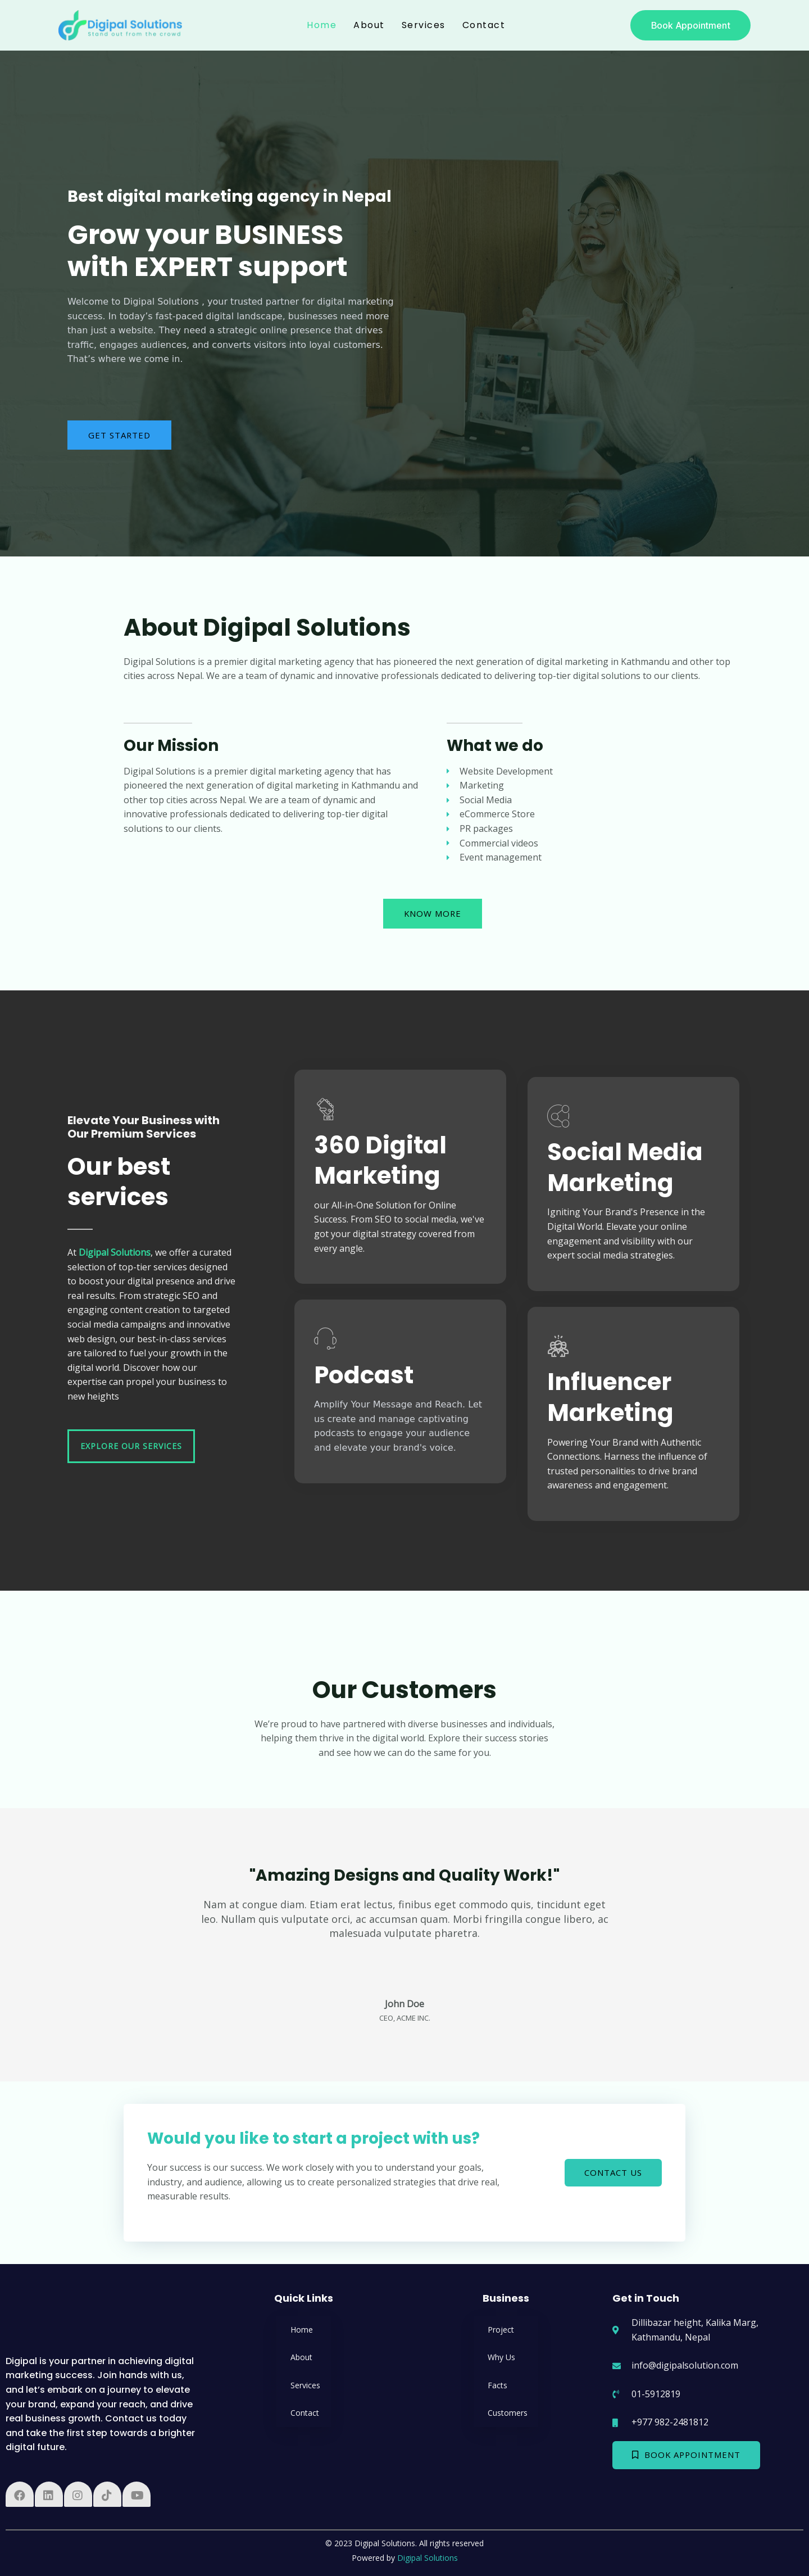 Digipal Solutions
Stand out from the crowd
Home About Services Contact
Book Appointment
Best digital marketing agency in Nepal
Grow your BUSINESS
with EXPERT support
Welcome to Digipal Solutions , your trusted partner for digital marketing
success. In today's fast-paced digital landscape, businesses need more
than just a website. They need a strategic online presence that drives
traffic, engages audiences, and converts visitors into loyal customers.
That's where we come in.
GET STARTED
About Digipal Solutions
Digipal Solutions is a premier digital marketing agency that has pioneered the next generation of digital marketing in Kathmandu and other top
cities across Nepal. We are a team of dynamic and innovative professionals dedicated to delivering top-tier digital solutions to our clients.
Our Mission
Digipal Solutions is a premier digital marketing agency that has
pioneered the next generation of digital marketing in Kathmandu and
other top cities across Nepal. We are a team of dynamic and
innovative professionals dedicated to delivering top-tier digital
solutions to our clients.
What we do
Website Development
Marketing
Social Media
eCommerce Store
PR packages
Commercial videos
Event management
KNOW MORE
Elevate Your Business with
Our Premium Services
Our best
services
At Digipal Solutions, we offer a curated
selection of top-tier services designed
to boost your digital presence and drive
real results. From strategic SEO and
engaging content creation to targeted
social media campaigns and innovative
web design, our best-in-class services
are tailored to fuel your growth in the
digital world. Discover how our
expertise can propel your business to
new heights
EXPLORE OUR SERVICES
360 Digital
Marketing
our All-in-One Solution for Online
Success. From SEO to social media, we've
got your digital strategy covered from
every angle.
Podcast
Amplify Your Message and Reach. Let
us create and manage captivating
podcasts to engage your audience
and elevate your brand's voice.
Social Media
Marketing
Igniting Your Brand's Presence in the
Digital World. Elevate your online
engagement and visibility with our
expert social media strategies.
Influencer
Marketing
Powering Your Brand with Authentic
Connections. Harness the influence of
trusted personalities to drive brand
awareness and engagement.
Our Customers
We're proud to have partnered with diverse businesses and individuals,
helping them thrive in the digital world. Explore their success stories
and see how we can do the same for you.
"Amazing Designs and Quality Work!"
Nam at congue diam. Etiam erat lectus, finibus eget commodo quis, tincidunt eget
leo. Nullam quis vulputate orci, ac accumsan quam. Morbi fringilla congue libero, ac
malesuada vulputate pharetra.
John Doe
CEO, ACME INC.
Would you like to start a project with us?
Your success is our success. We work closely with you to understand your goals,
industry, and audience, allowing us to create personalized strategies that drive real,
measurable results.
CONTACT US
Digipal is your partner in achieving digital
marketing success. Join hands with us,
and let's embark on a journey to elevate
your brand, expand your reach, and drive
real business growth. Contact us today
and take the first step towards a brighter
digital future.
Quick Links
Home
About
Services
Contact
Business
Project
Why Us
Facts
Customers
Get in Touch
Dillibazar height, Kalika Marg,
Kathmandu, Nepal
info@digipalsolution.com
01-5912819
+977 982-2481812
BOOK APPOINTMENT
© 2023 Digipal Solutions. All rights reserved
Powered by Digipal Solutions